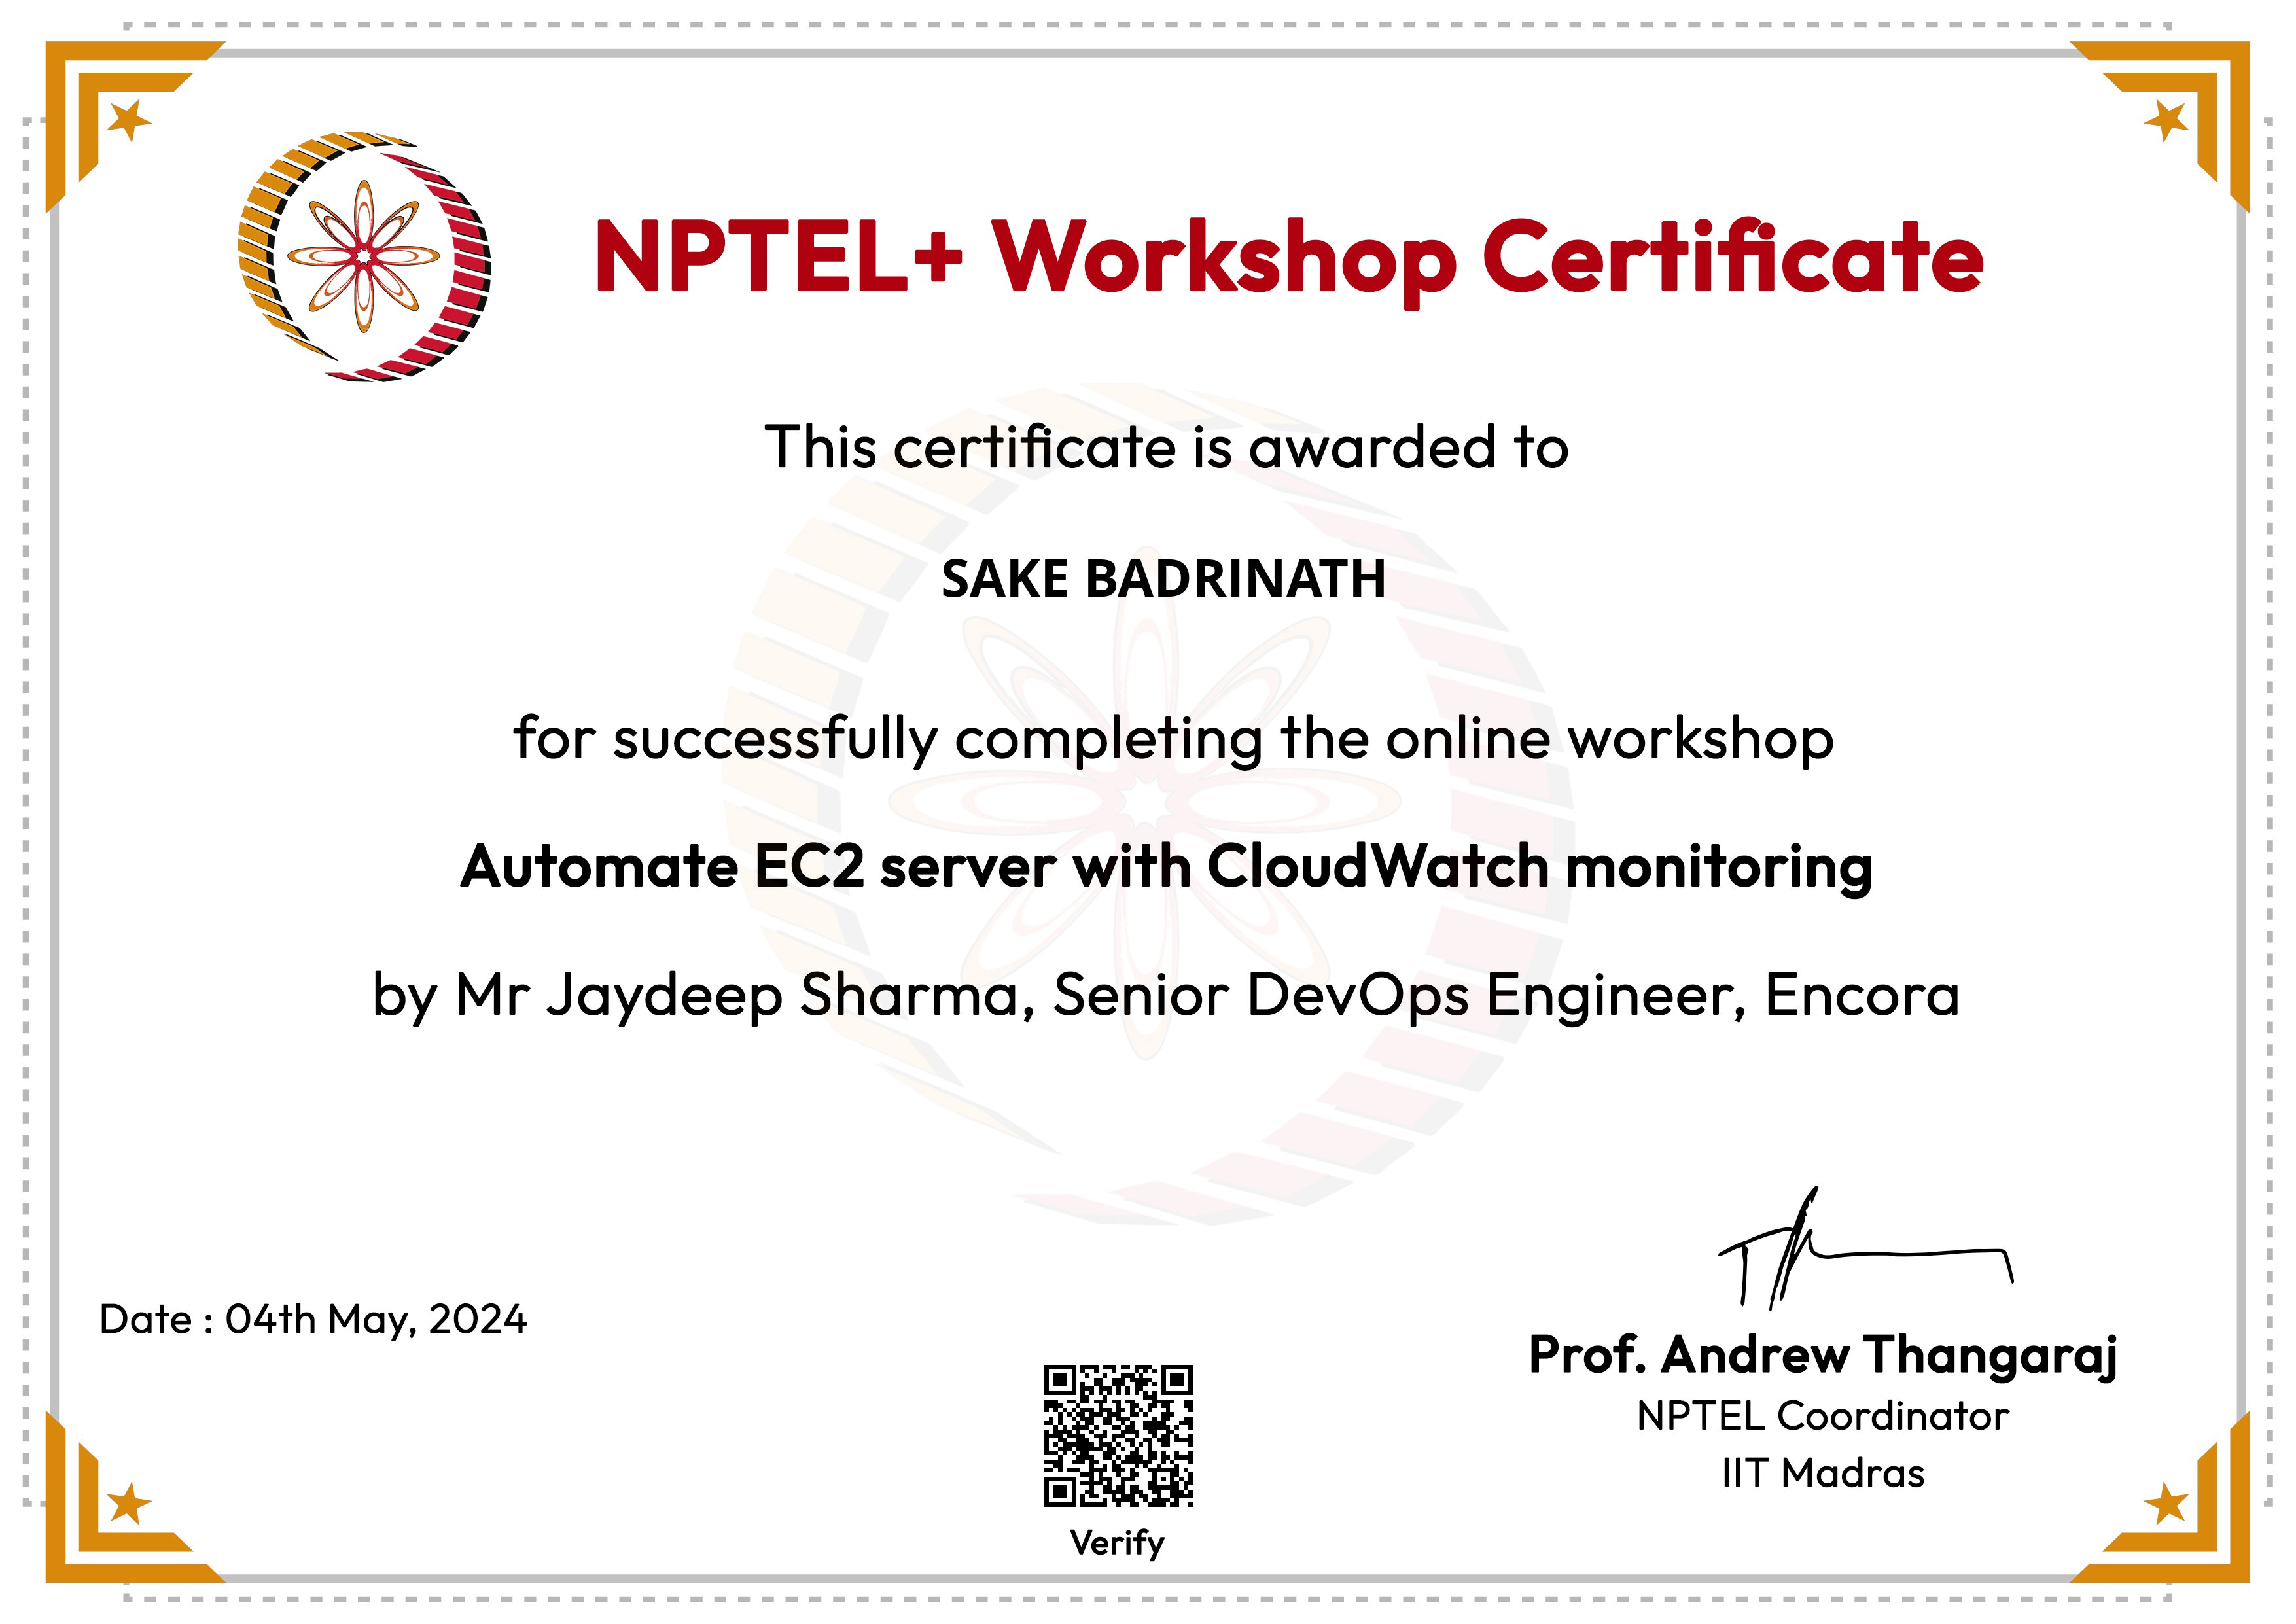 NPTEL+ Workshop Certificate
This certificate is awarded to
SAKE BADRINATH
for successfully completing the online workshop
Automate EC2 server with CloudWatch monitoring
by Mr Jaydeep Sharma, Senior DevOps Engineer, Encora
Date : 04th May, 2024
Prof. Andrew Thangaraj
NPTEL Coordinator
IIT Madras
Verify